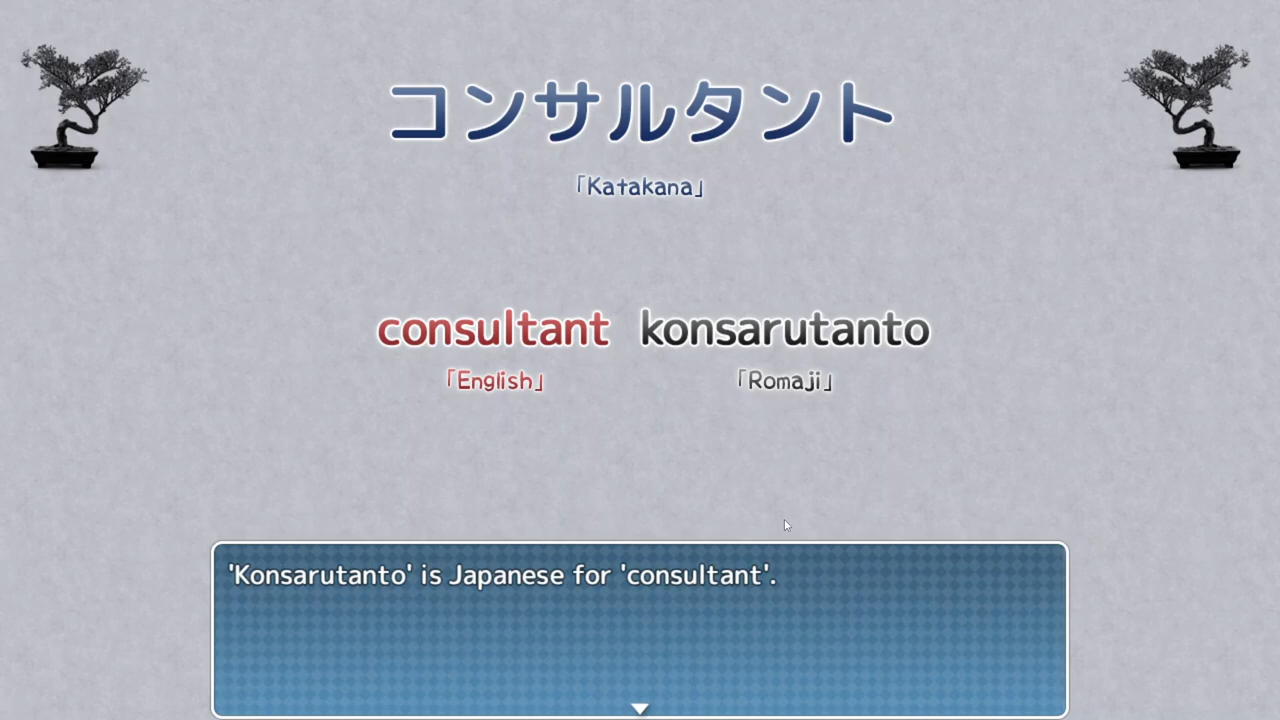 コンサルタント
「Katakana」
consultant konsarutanto
「English」 「Romaji」
'Konsarutanto' is Japanese for 'consultant'.